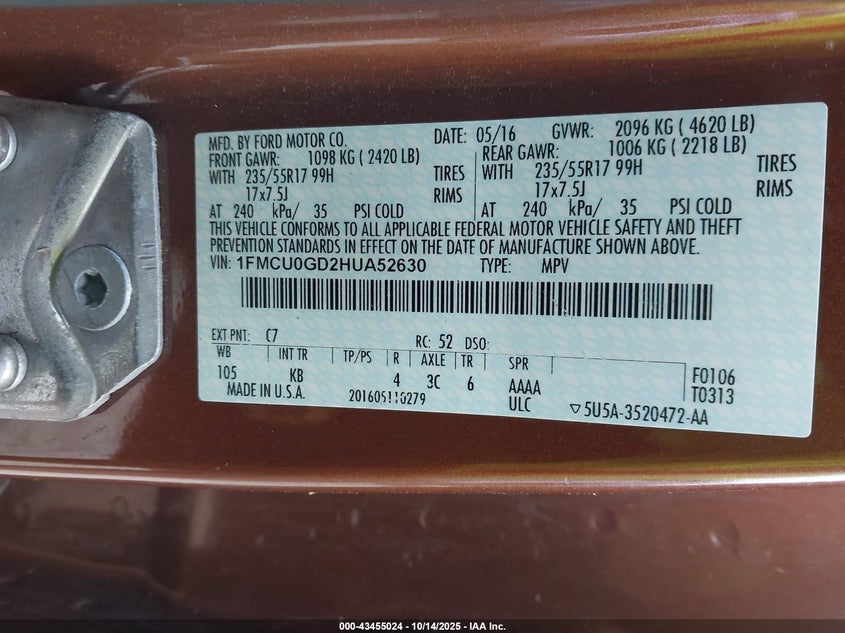 MFD. BY FORD MOTOR CO. DATE: 05/16 GVWR: 2096 KG ( 4620 LB)
FRONT GAWR: 1098 KG ( 2420 LB) REAR GAWR: 1006 KG ( 2218 LB)
WITH 235/55R17 99H TIRES WITH 235/55R17 99H TIRES
17x7.5J RIMS 17x7.5J RIMS
AT 240 kPa/ 35 PSI COLD AT 240 kPa/ 35 PSI COLD
THIS VEHICLE CONFORMS TO ALL APPLICABLE FEDERAL MOTOR VEHICLE SAFETY AND THEFT
PREVENTION STANDARDS IN EFFECT ON THE DATE OF MANUFACTURE SHOWN ABOVE.
VIN: 1FMCU0GD2HUA52630 TYPE: MPV
EXT PNT: C7 RC: 52 DSO:
WB INT TR TP/PS R AXLE TR SPR
105 KB 4 3C 6 AAAA F0106
MADE IN U.S.A. 201605110279 ULC T0313
▽5U5A-3520472-AA
000-43455024 - 10/14/2025 - IAA Inc.